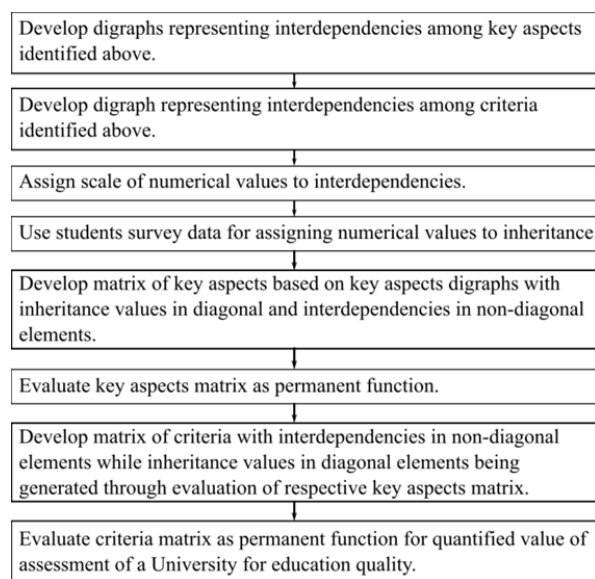 Develop digraphs representing interdependencies among key aspects
identified above.
Develop digraph representing interdependencies among criteria
identified above.
Assign scale of numerical values to interdependencies.
Use students survey data for assigning numerical values to inheritance.
Develop matrix of key aspects based on key aspects digraphs with
inheritance values in diagonal and interdependencies in non-diagonal
elements.
Evaluate key aspects matrix as permanent function.
Develop matrix of criteria with interdependencies in non-diagonal
elements while inheritance values in diagonal elements being
generated through evaluation of respective key aspects matrix.
Evaluate criteria matrix as permanent function for quantified value of
assessment of a University for education quality.